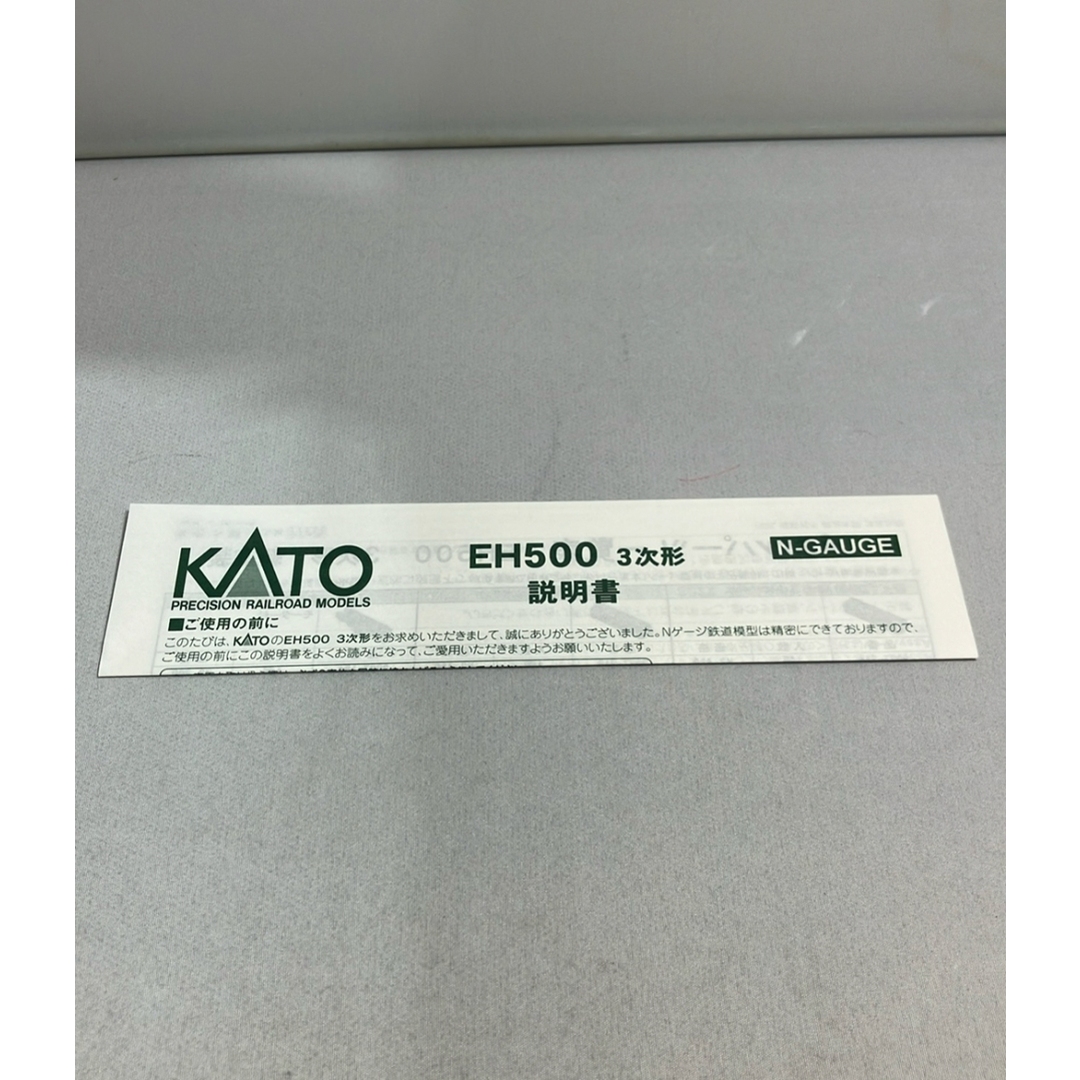 KATO
PRECISION RAILROAD MODELS
EH500 3次形
説明書
N-GAUGE
■ご使用の前に
このたびは、KATOのEH500 3次形をお求めいただきまして、誠にありがとうございました。Nゲージ鉄道模型は精密にできておりますので、
ご使用の前にこの説明書をよくお読みになって、ご愛用いただきますようお願いいたします。